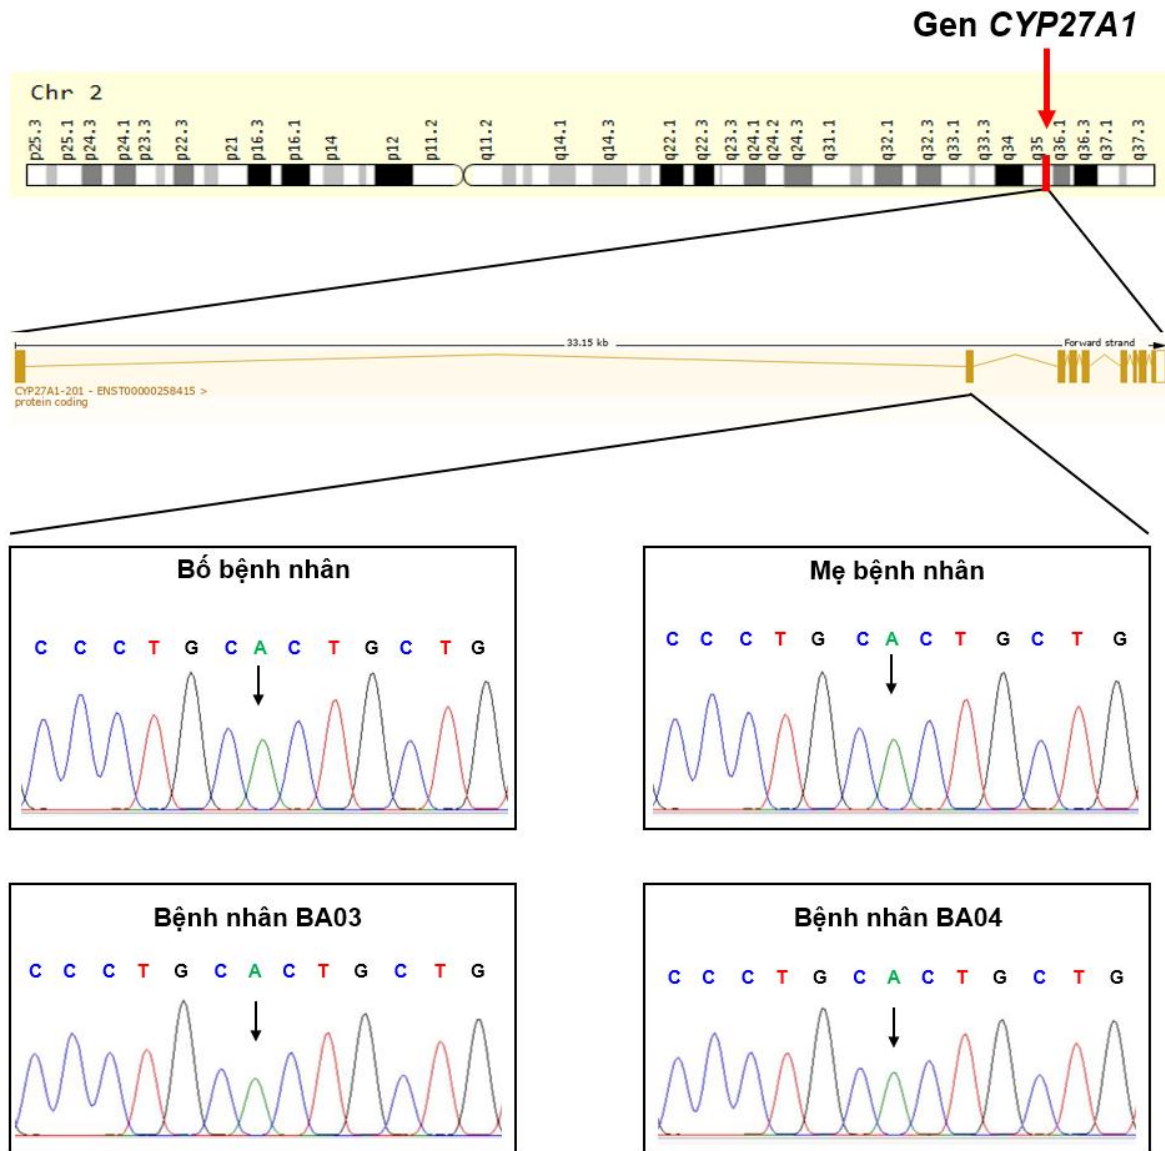 Gen CYP27A1
Chr 2
p25.3 p25.1 p24.3 p24.1 p23.3 p22.3 p21 p16.3 p16.1 p14 p12 p11.2 q11.2 q14.1 q14.3 q22.1 q22.3 q23.3 q24.1 q24.2 q24.3 q31.1 q32.1 q32.3 q33.1 q33.3 q34 q35 q36.1 q36.3 q37.1 q37.3
33.15 kb Forward strand
CYP27A1-201 - ENST00000258415 >
protein coding
Bố bệnh nhân
C C C T G C A C T G C T G
Mẹ bệnh nhân
C C C T G C A C T G C T G
Bệnh nhân BA03
C C C T G C A C T G C T G
Bệnh nhân BA04
C C C T G C A C T G C T G